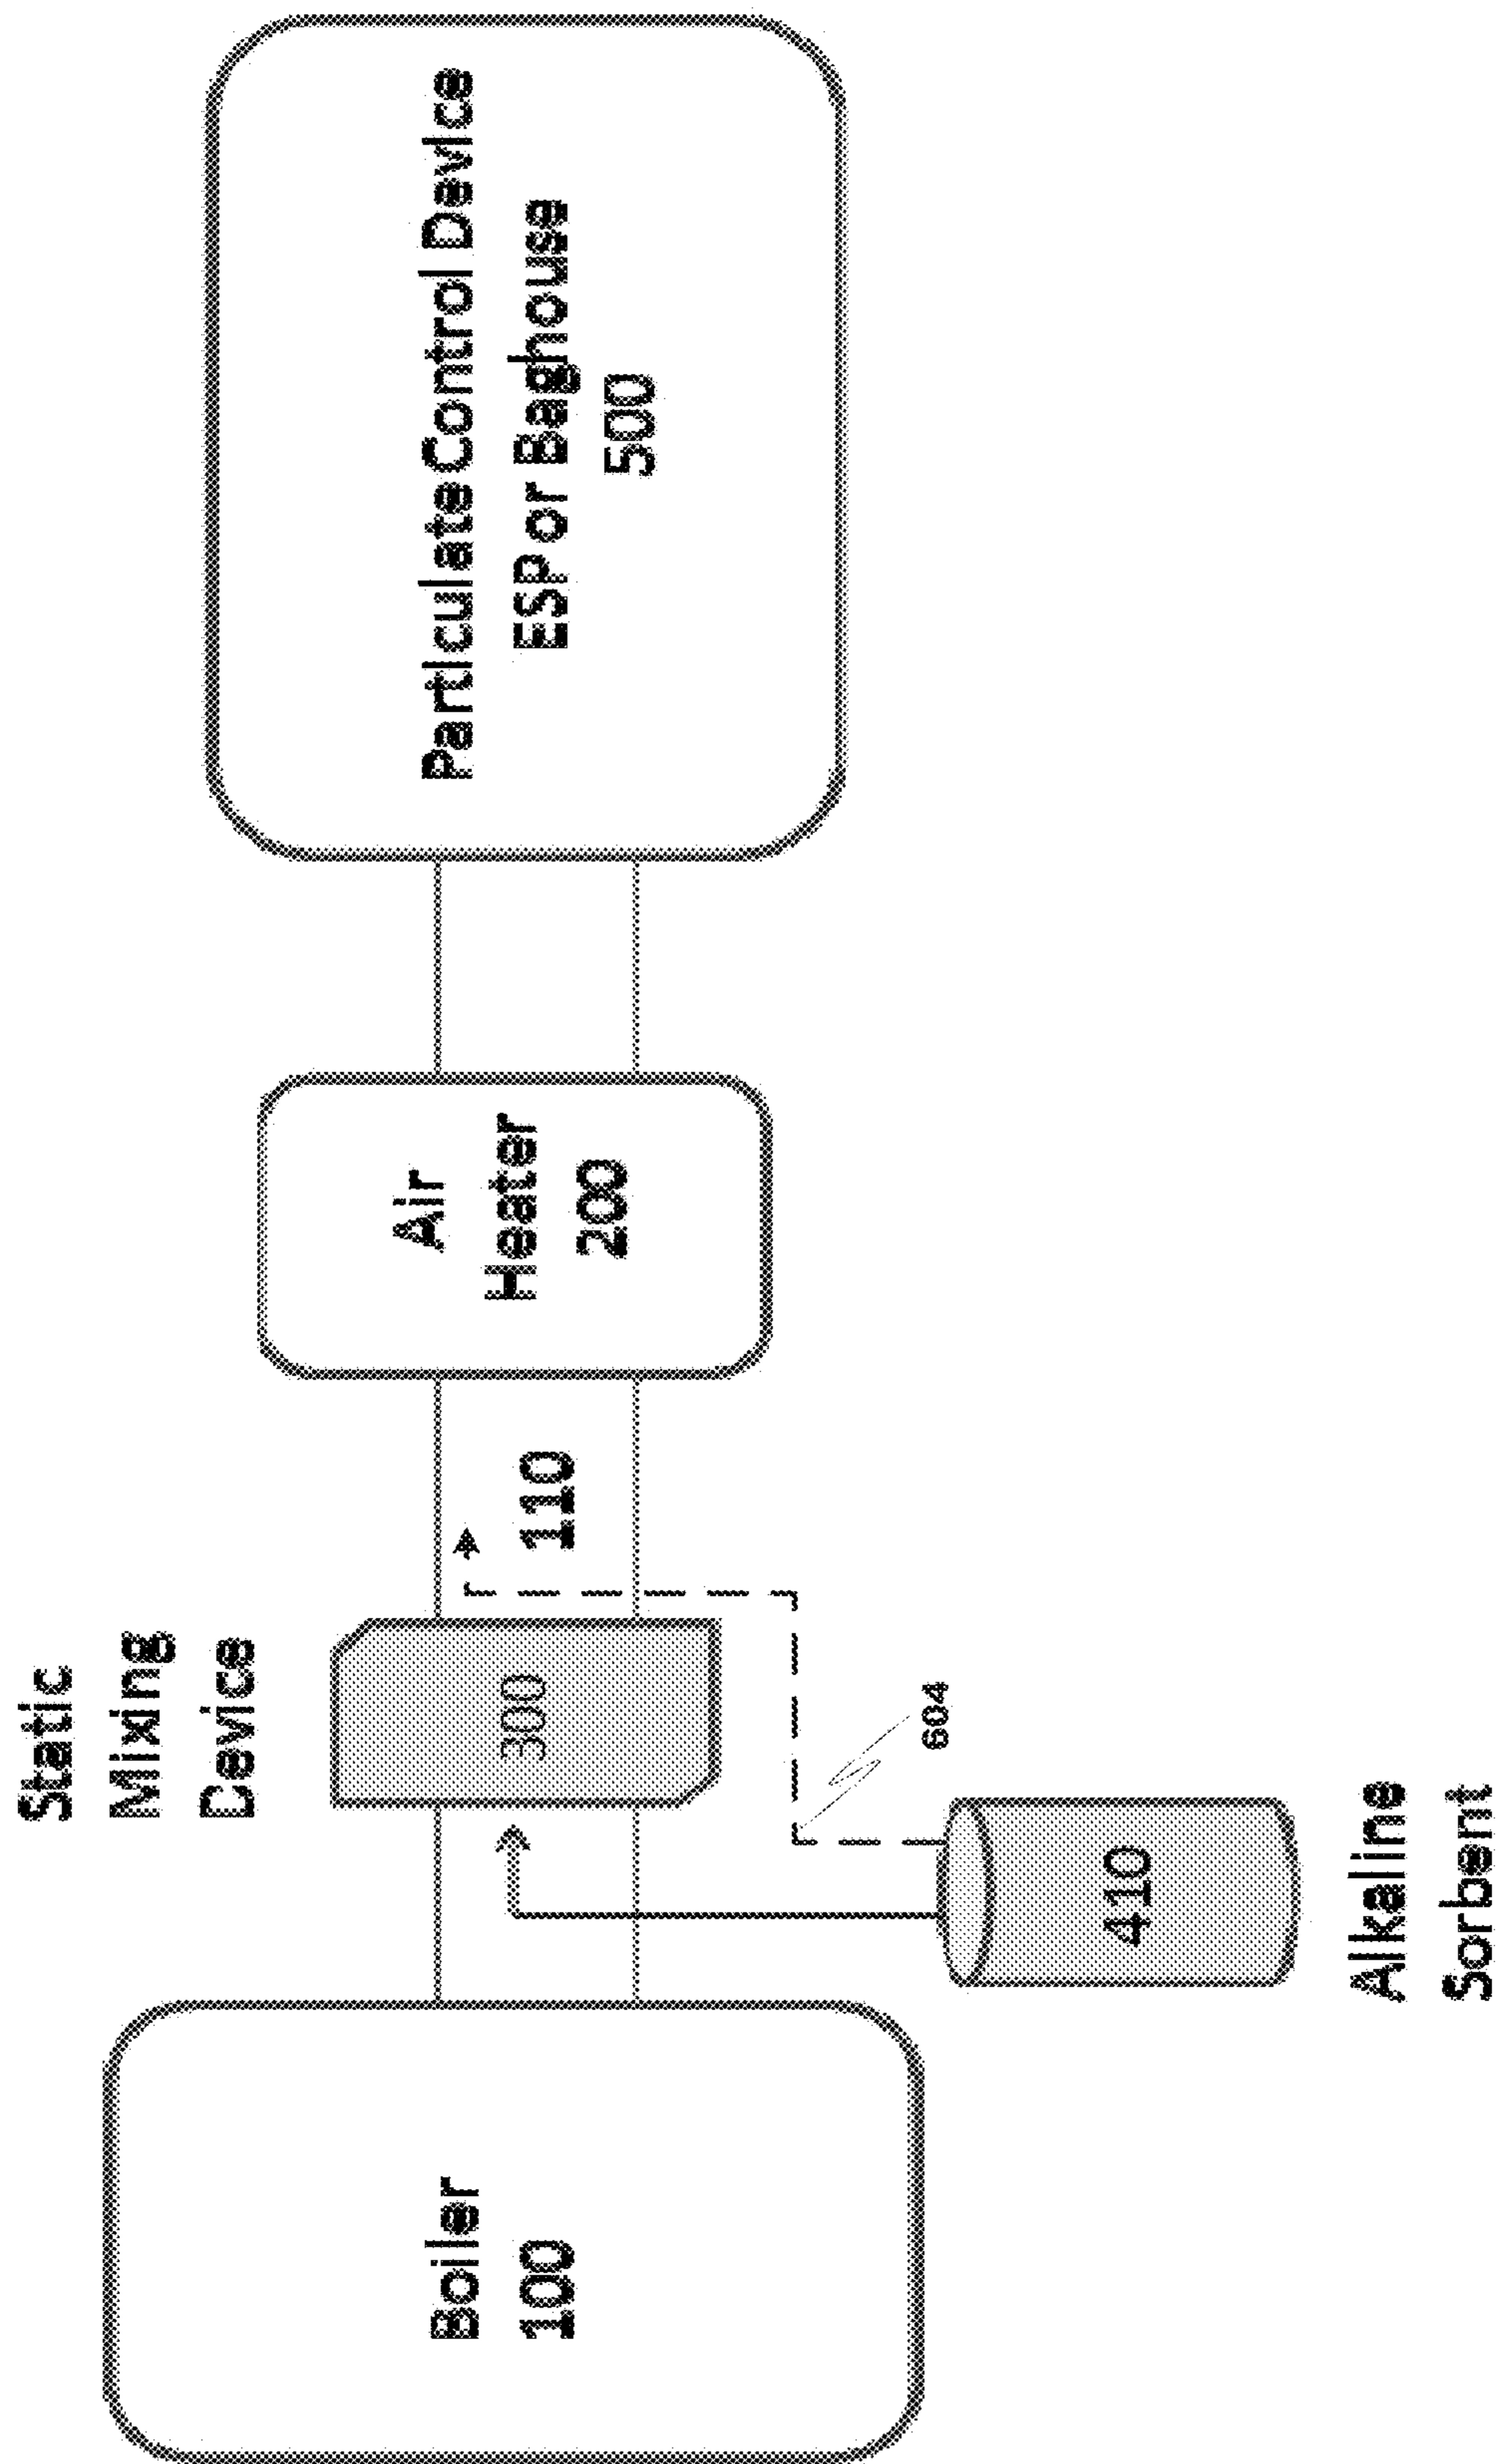 Static
Mixing
Device
Boiler
100
300
110
Air
Heater
200
Particulate Control Device
ESP or Baghouse
500
604
410
Alkaline
Sorbent